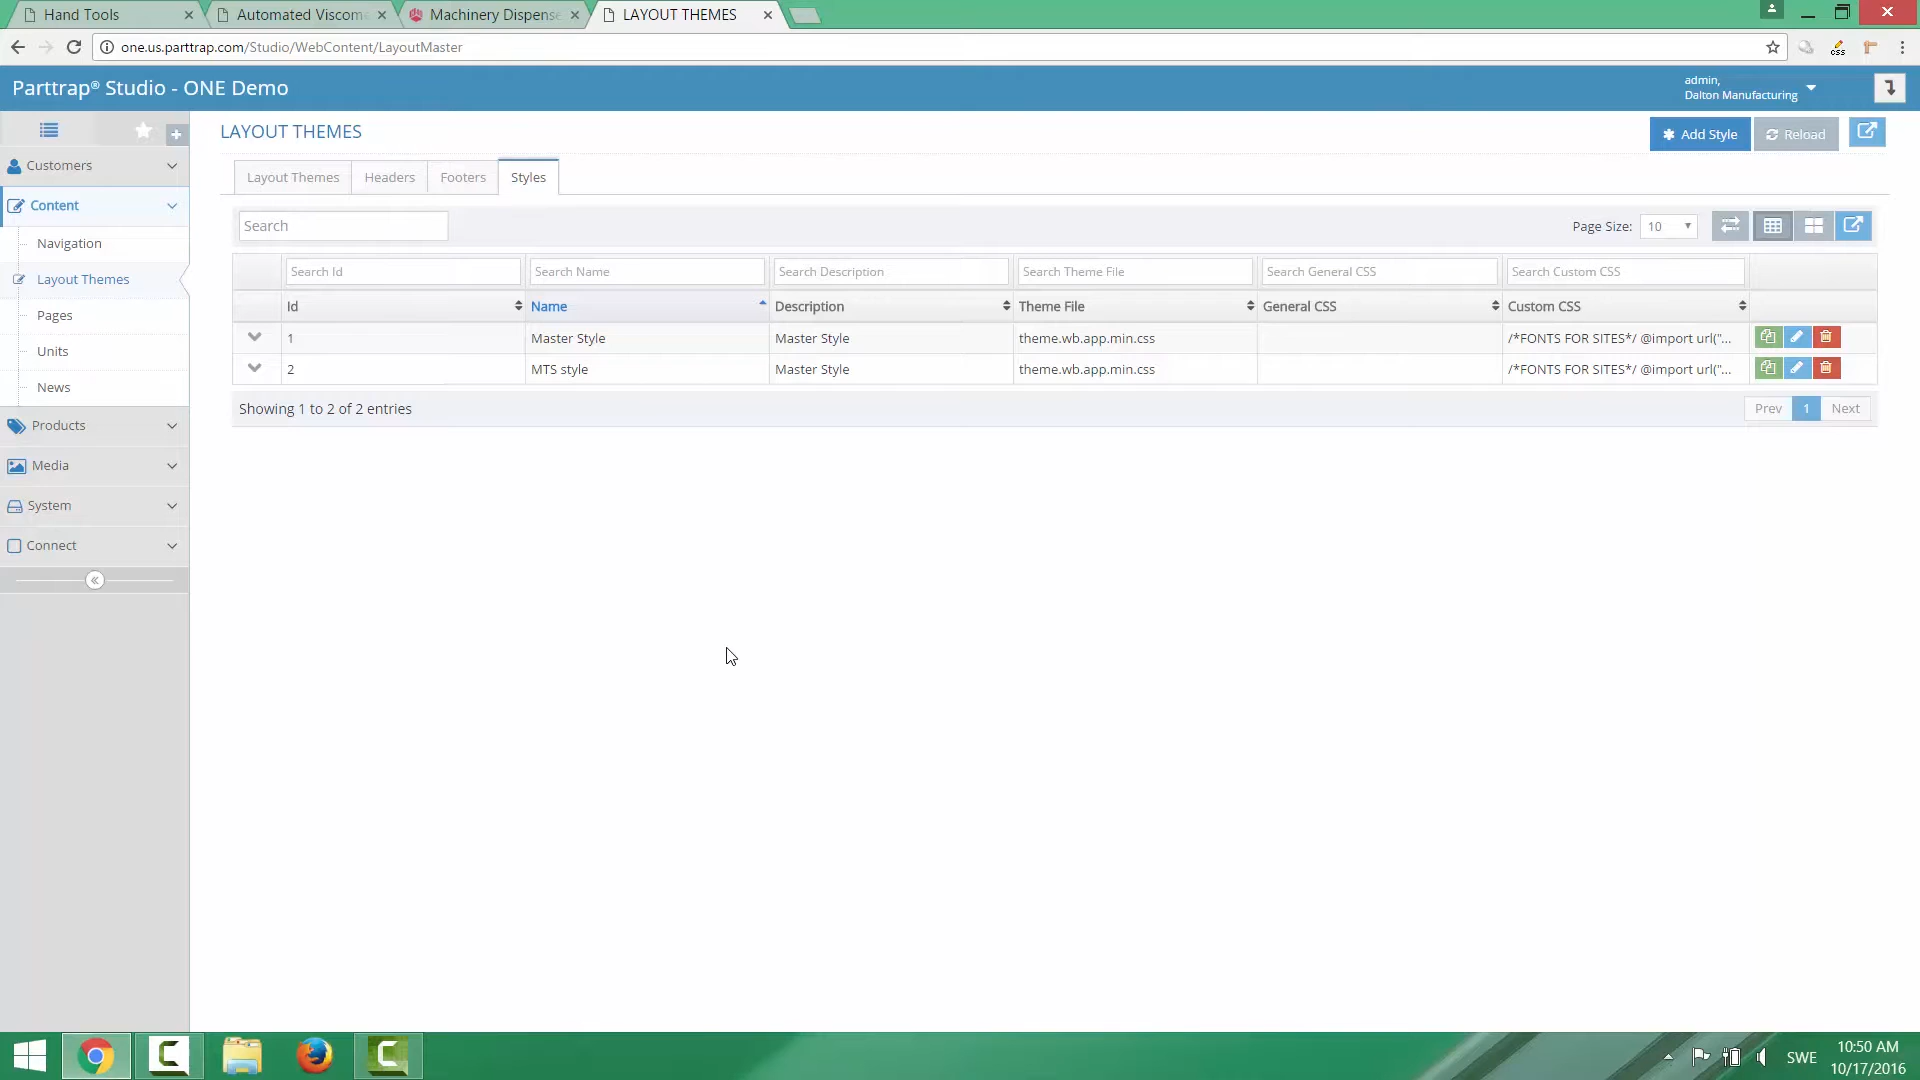 Hand Tools
Automated Viscom
Machinery Dispense
LAYOUT THEMES
one.us.parttrap.com/Studio/WebContent/LayoutMaster
css
Parttrap® Studio - ONE Demo
admin,
Dalton Manufacturing
LAYOUT THEMES
Add Style
Reload
Customers
Content
Navigation
Layout Themes
Pages
Units
News
Products
Media
System
Connect
Layout Themes
Headers
Footers
Styles
Search
Page Size: 10
Search Id
Search Name
Search Description
Search Theme File
Search General CSS
Search Custom CSS
Id
Name
Description
Theme File
General CSS
Custom CSS
1 Master Style Master Style theme.wb.app.min.css /*FONTS FOR SITES*/ @import url("...
2 MTS style Master Style theme.wb.app.min.css /*FONTS FOR SITES*/ @import url("...
Showing 1 to 2 of 2 entries
Prev 1 Next
SWE
10:50 AM
10/17/2016